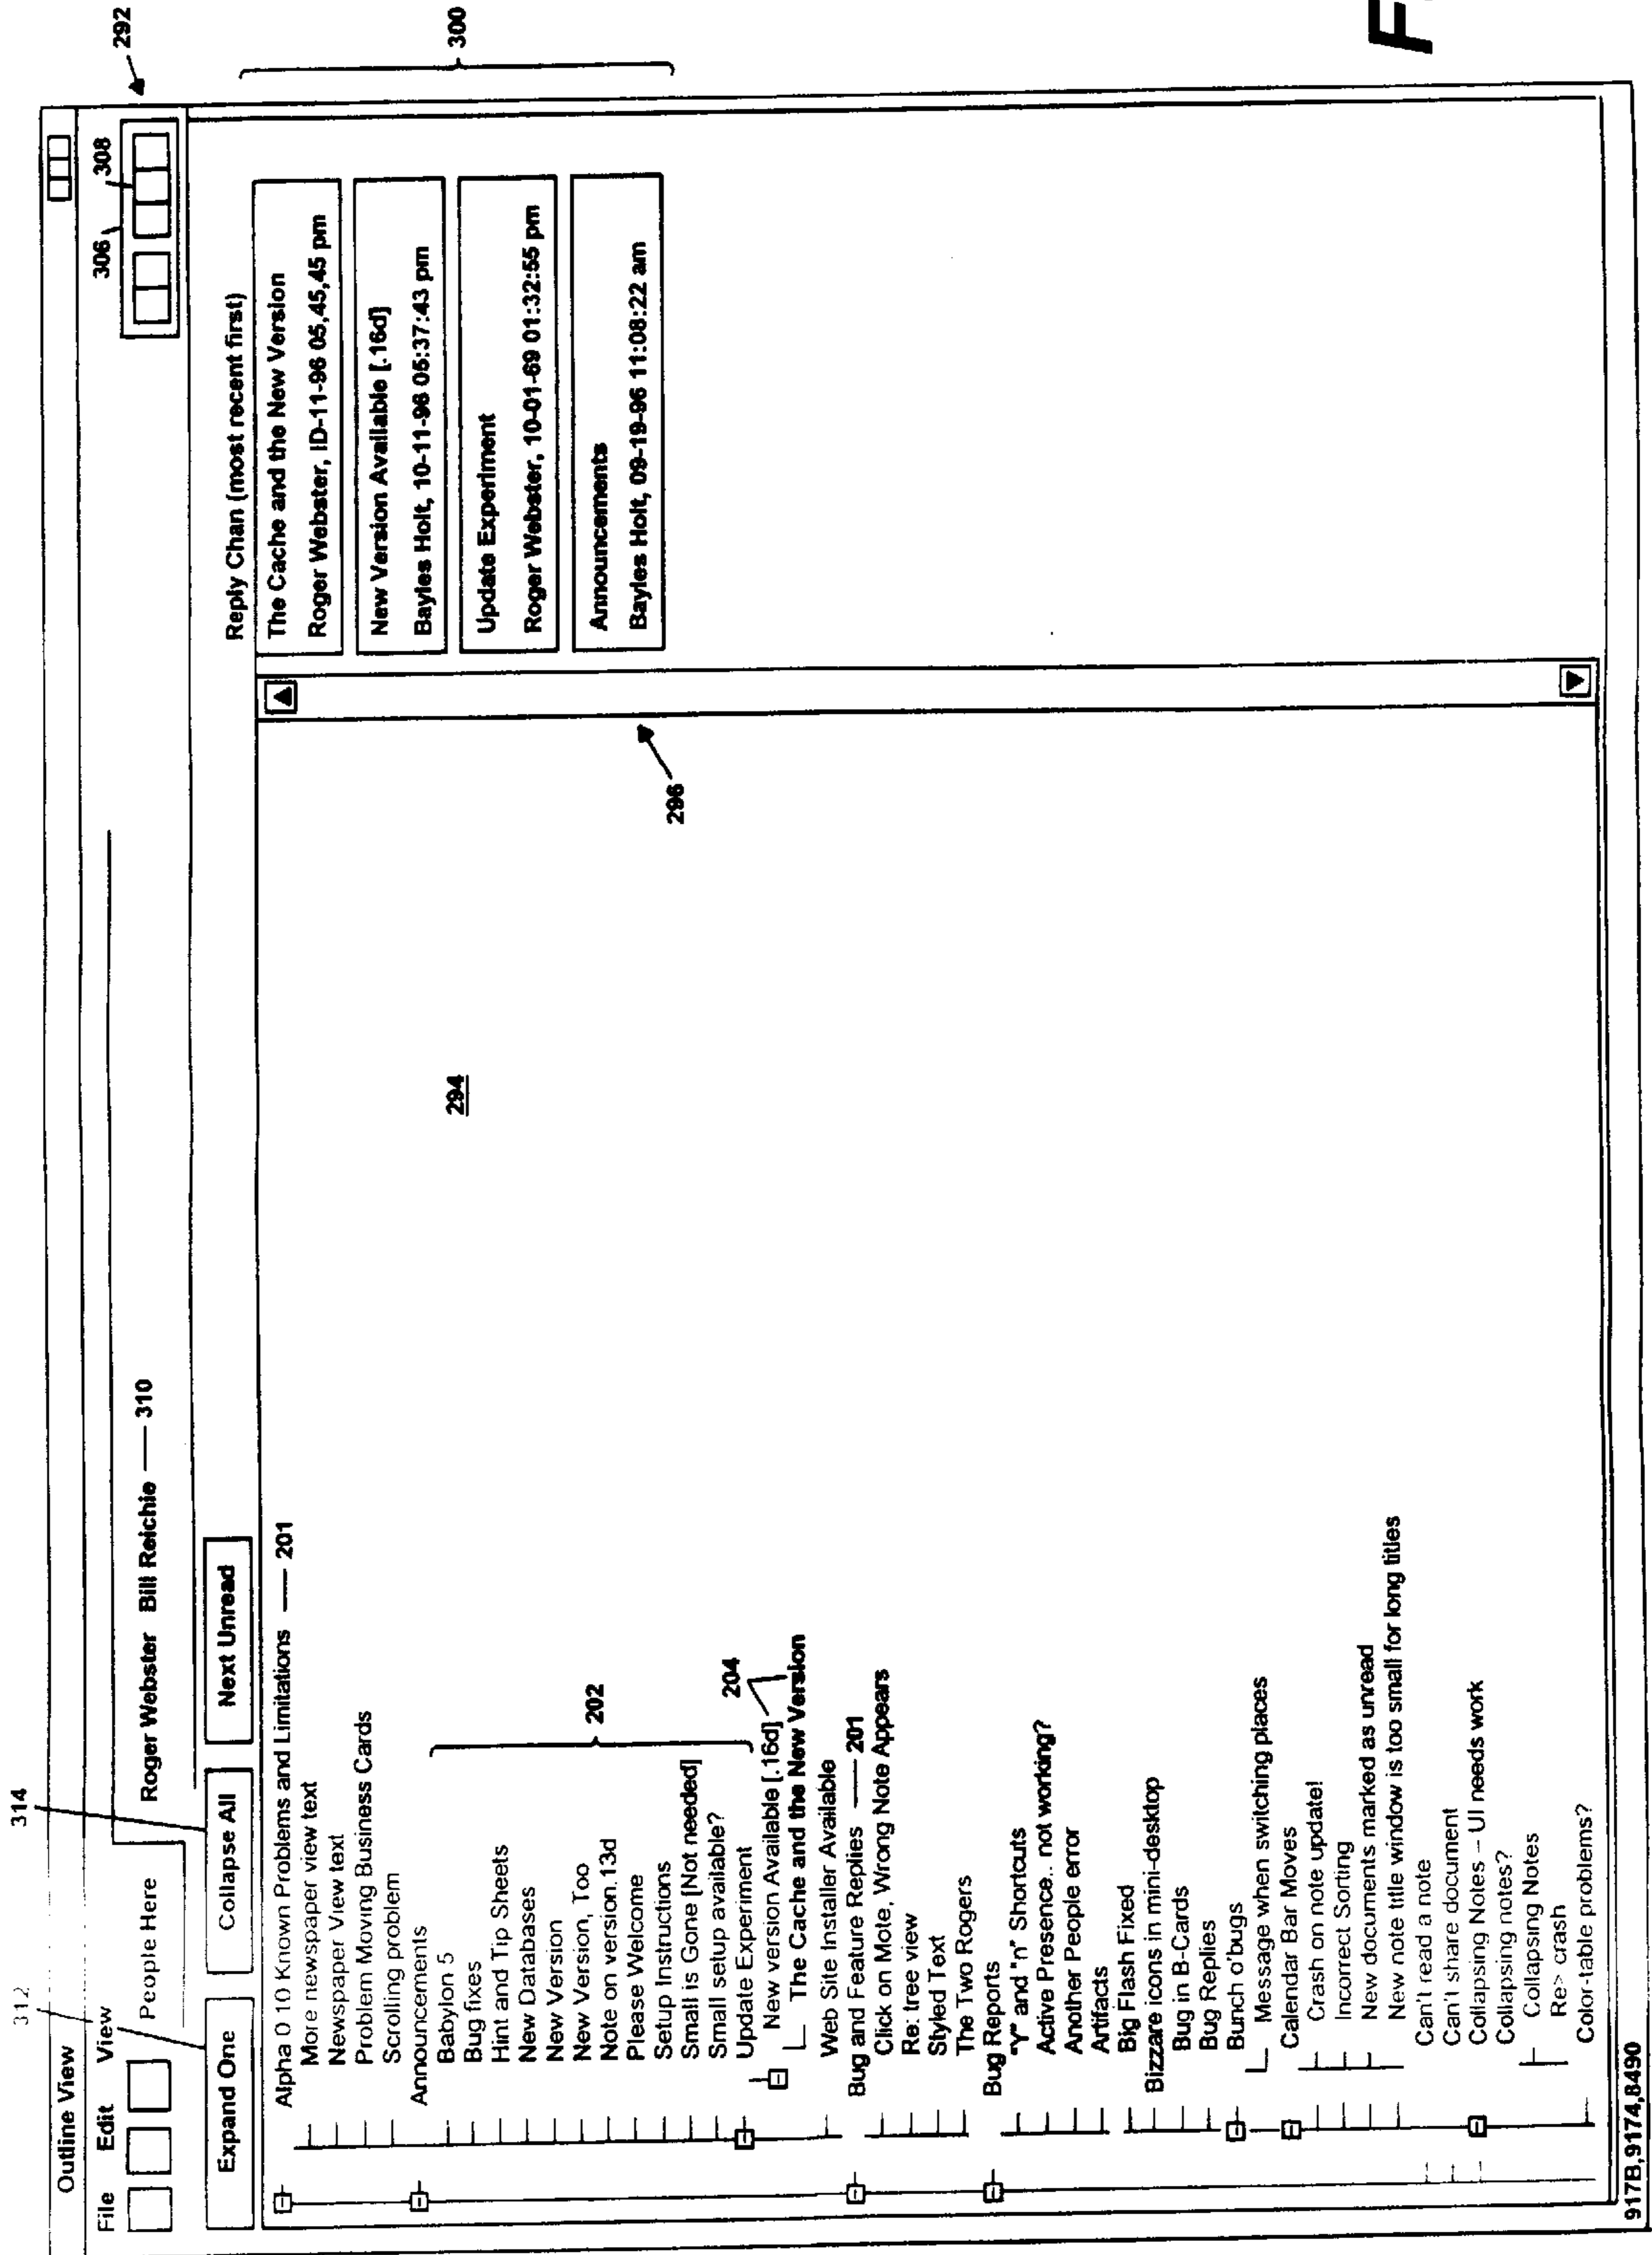 312
314
292
Outline View
File Edit View
306
308
People Here
Roger Webster Bill Reichie
310
Expand One
Collapse All
Next Unread
300
Alpha 0 10 Known Problems and Limitations
201
More newspaper view text
Newspaper View text
Problem Moving Business Cards
Scrolling problem
Announcements
Babylon 5
Bug fixes
Hint and Tip Sheets
New Databases
New Version
New Version, Too
Note on version.13d
Please Welcome
Setup Instructions
Small is Gone [Not needed]
Small setup available?
Update Experiment
202
204
New version Available [.16d]
The Cache and the New Version
Web Site Installer Available
Bug and Feature Replies
201
Click on Mote, Wrong Note Appears
Re: tree view
Styled Text
The Two Rogers
Bug Reports
"Y" and "n" Shortcuts
Active Presence.. not working?
Another People error
Artifacts
Big Flash Fixed
Bizzare icons in mini-desktop
Bug in B-Cards
Bug Replies
Bunch o'bugs
Message when switching places
Calendar Bar Moves
Crash on note update!
Incorrect Sorting
New documents marked as unread
New note title window is too small for long titles
Can't read a note
Can't share document
Collapsing Notes – UI needs work
Collapsing notes?
Collapsing Notes
Re> crash
Color-table problems?
294
296
Reply Chan (most recent first)
The Cache and the New Version
Roger Webster, ID-11-96 05,45,45 pm
New Version Available [.16d]
Bayles Holt, 10-11-96 05:37:43 pm
Update Experiment
Roger Webster, 10-01-69 01:32:55 pm
Announcements
Bayles Holt, 09-19-96 11:08:22 am
917B,9174,8490